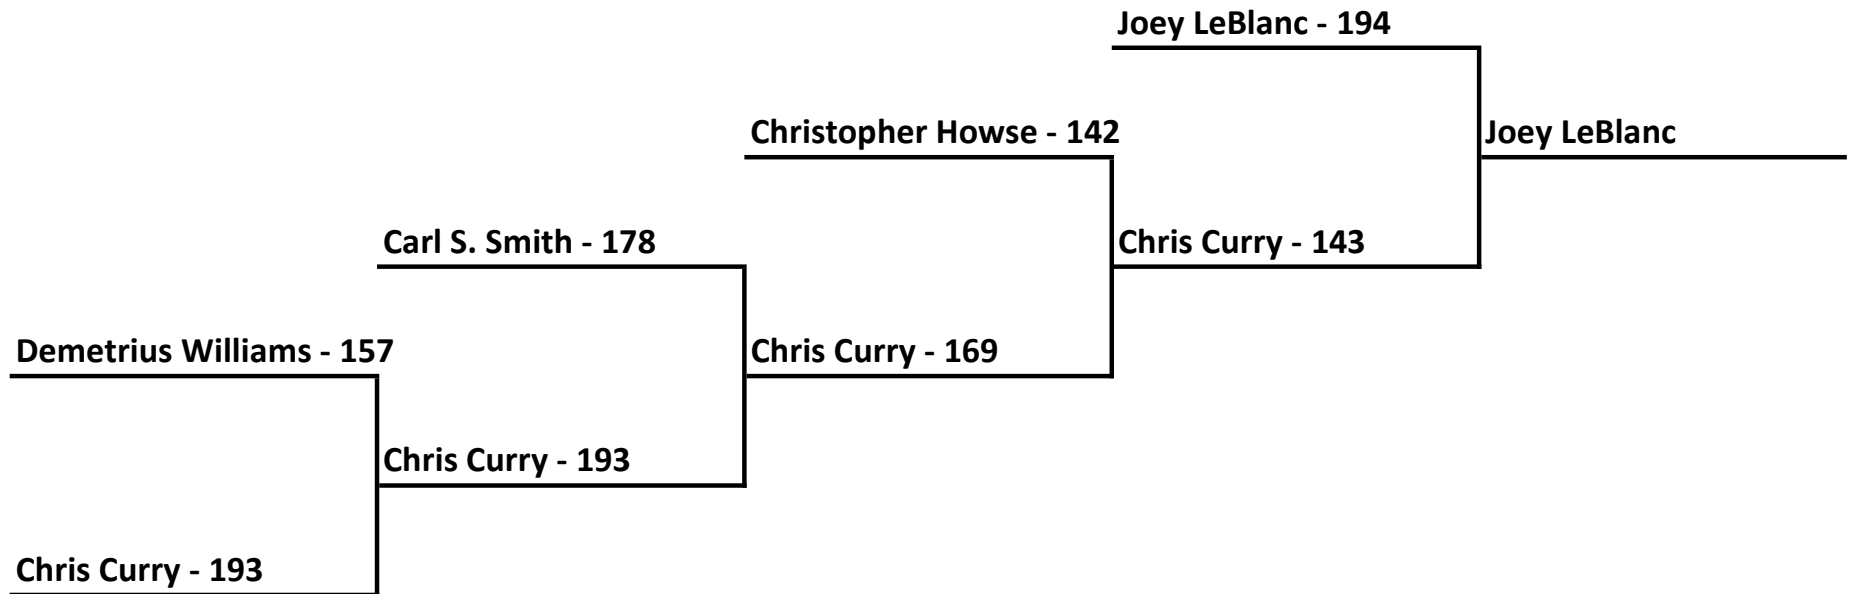 Joey LeBlanc - 194
Christopher Howse - 142
Joey LeBlanc
Carl S. Smith - 178
Chris Curry - 143
Demetrius Williams - 157
Chris Curry - 169
Chris Curry - 193
Chris Curry - 193